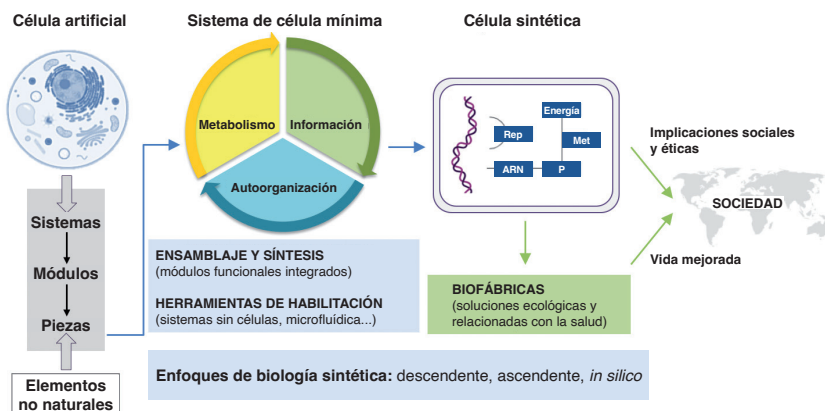 Célula artificial
Sistemas
Módulos
Piezas
Elementos
no naturales
Sistema de célula mínima
Metabolismo
Información
Autoorganización
ENSAMBLAJE Y SÍNTESIS
(módulos funcionales integrados)
HERRAMIENTAS DE HABILITACIÓN
(sistemas sin células, microfluídica...)
Célula sintética
Energía
Rep
Met
ARN
P
BIOFÁBRICAS
(soluciones ecológicas y
relacionadas con la salud)
Implicaciones sociales
y éticas
SOCIEDAD
Vida mejorada
Enfoques de biología sintética: descendente, ascendente, in silico